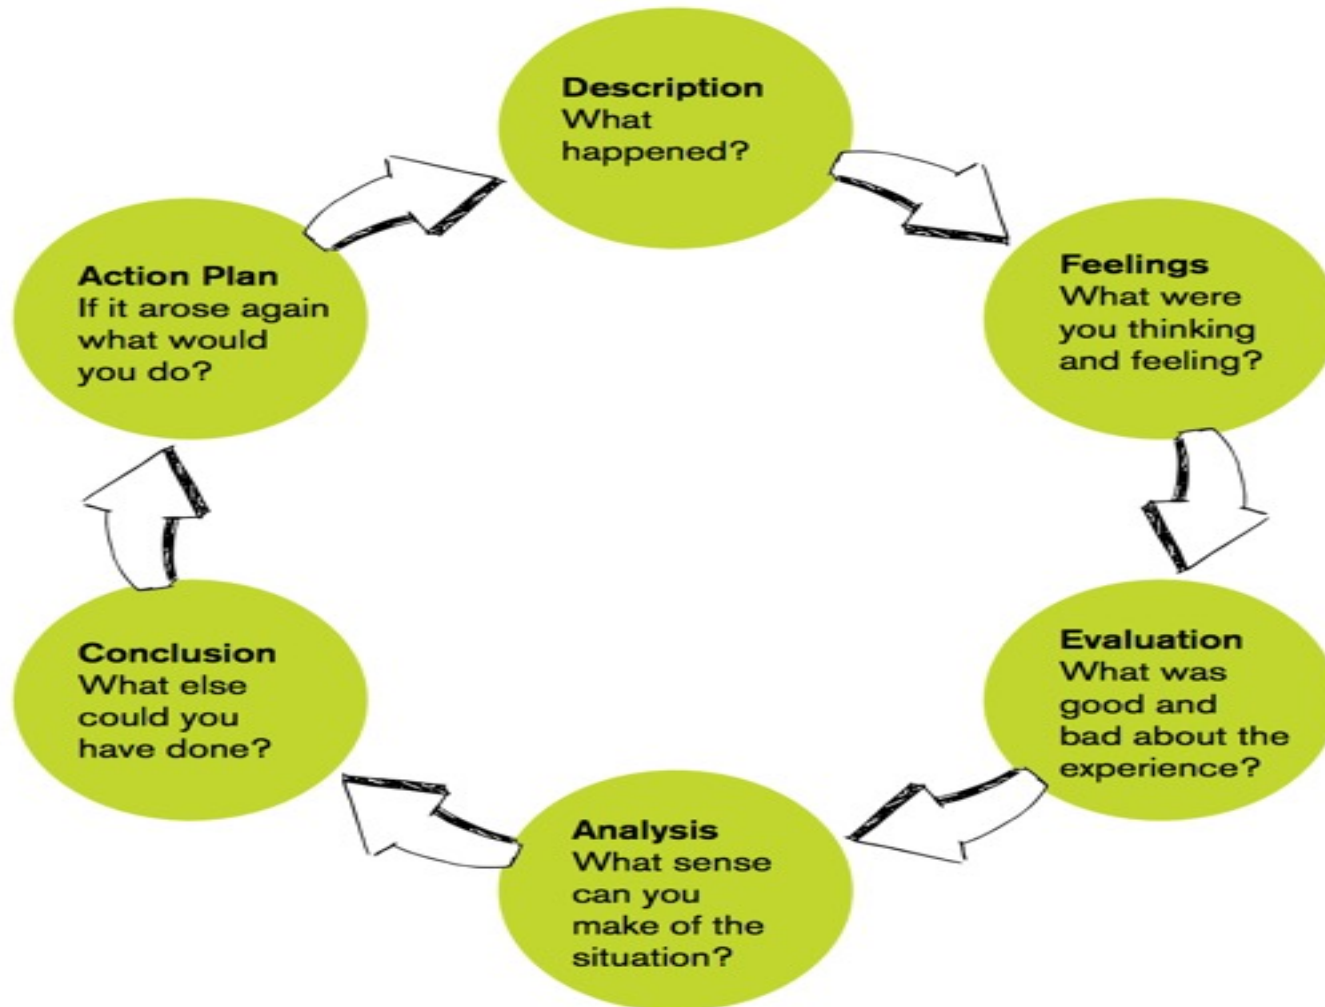 Description
What
happened?
Feelings
What were
you thinking
and feeling?
Evaluation
What was
good and
bad about the
experience?
Analysis
What sense
can you
make of the
situation?
Conclusion
What else
could you
have done?
Action Plan
If it arose again
what would
you do?